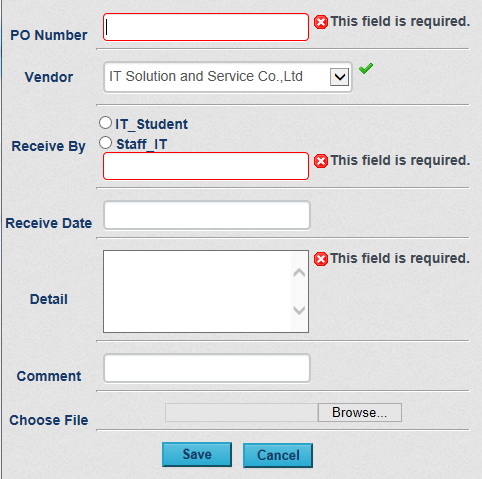 PO Number
This field is required.
Vendor
IT Solution and Service Co.,Ltd
IT_Student
Receive By
Staff_IT
This field is required.
Receive Date
This field is required.
Detail
Comment
Choose File
Browse...
Save
Cancel